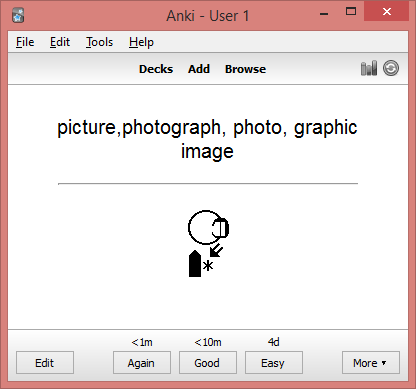 Anki - User 1
File Edit Tools Help
Decks Add Browse
picture,photograph, photo, graphic
image
<1m <10m 4d
Edit Again Good Easy More ▾